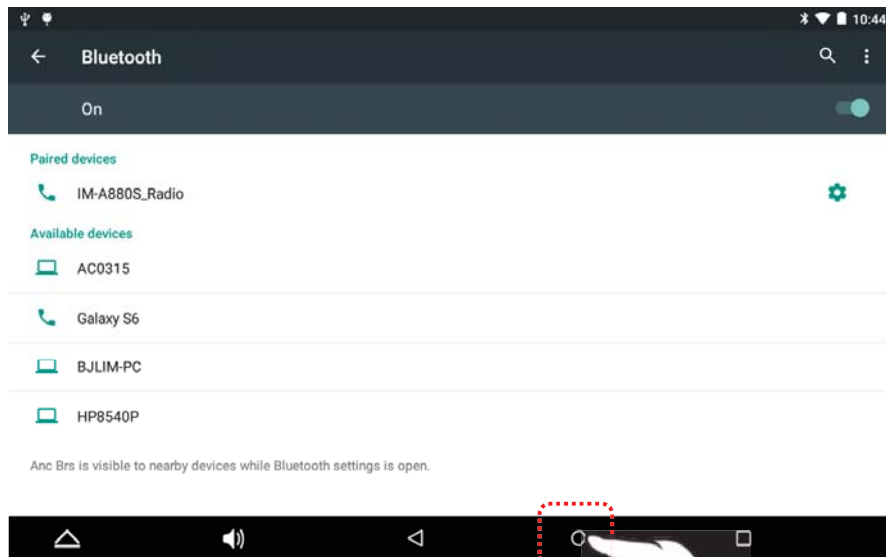 10:44
Bluetooth
On
Paired devices
IM-A880S_Radio
Available devices
AC0315
Galaxy S6
BJLIM-PC
HP8540P
Anc Brs is visible to nearby devices while Bluetooth settings is open.